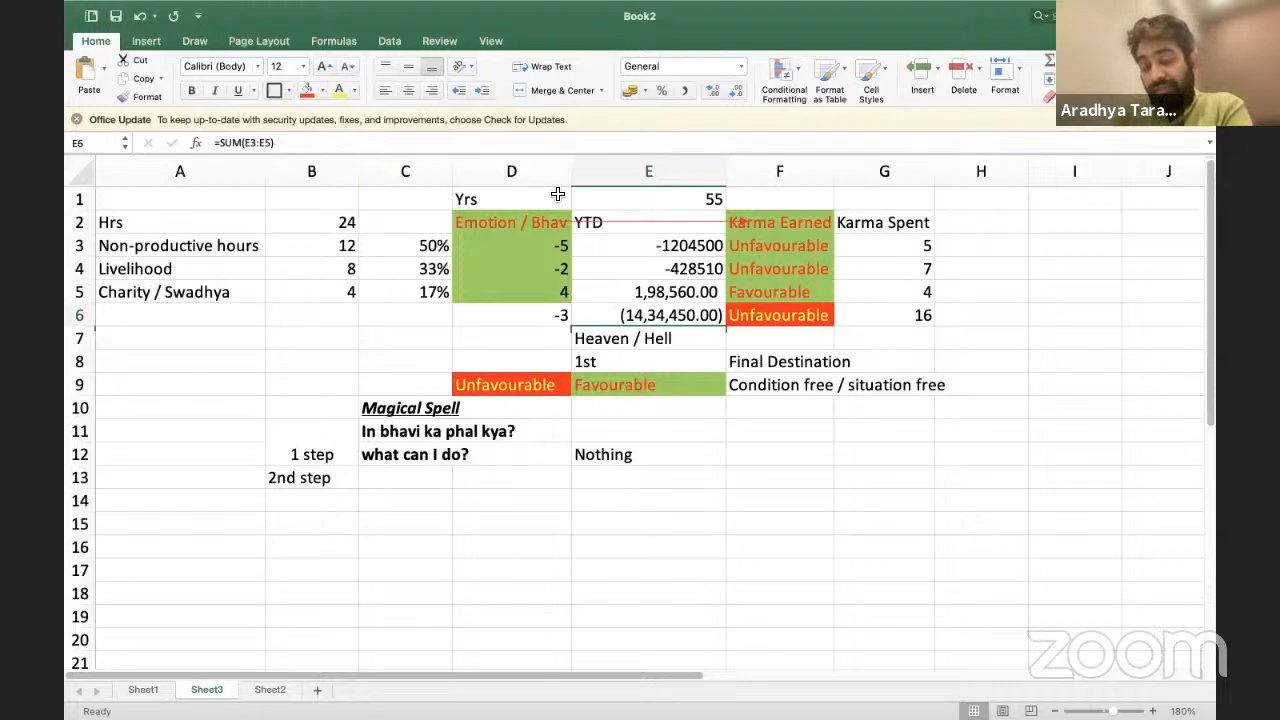 Book2
Home Insert Draw Page Layout Formulas Data Review View
Paste Cut Copy Format Calibri (Body) 12 Wrap Text Merge & Center General Conditional Formatting Format as Table Cell Styles Insert Delete Format
Aradhya Tara...
Office Update To keep up-to-date with security updates, fixes, and improvements, choose Check for Updates.
E6 fx =SUM(E3:E5)
A B C D E F G H I J
1 Yrs 55
2 Hrs 24 Emotion / Bhav YTD Karma Earned Karma Spent
3 Non-productive hours 12 50% -5 -1204500 Unfavourable 5
4 Livelihood 8 33% -2 -428510 Unfavourable 7
5 Charity / Swadhya 4 17% 4 1,98,560.00 Favourable 4
6 -3 (14,34,450.00) Unfavourable 16
7 Heaven / Hell
8 1st Final Destination
9 Unfavourable Favourable Condition free / situation free
10 Magical Spell
11 In bhavi ka phal kya?
12 1 step what can I do? Nothing
13 2nd step
14
15
16
17
18
19
20
21
zoom
Sheet1 Sheet3 Sheet2 +
Ready 180%